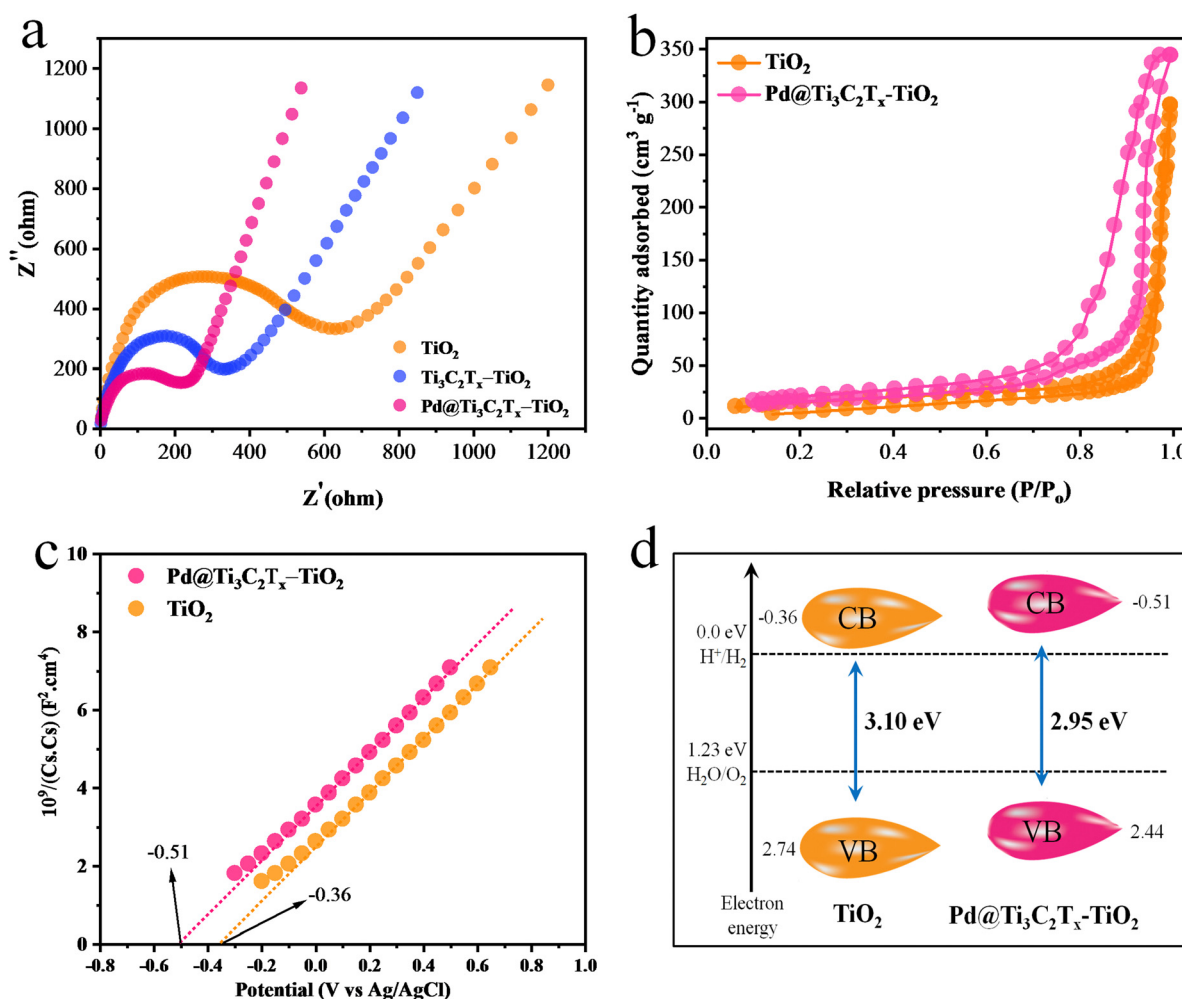 a
1200
1000
800
600
400
200
0
Z''(ohm)
TiO₂
Ti₃C₂Tₓ–TiO₂
Pd@Ti₃C₂Tₓ–TiO₂
0 200 400 600 800 1000 1200
Z'(ohm)
b
350
300
250
200
150
100
50
0
Quantity adsorbed (cm³ g⁻¹)
TiO₂
Pd@Ti₃C₂Tₓ-TiO₂
0.0 0.2 0.4 0.6 0.8 1.0
Relative pressure (P/Pₒ)
c
10
8
6
4
2
0
10⁹/(Cs.Cs) (F².cm⁴)
Pd@Ti₃C₂Tₓ–TiO₂
TiO₂
-0.51
-0.36
-0.8 -0.6 -0.4 -0.2 0.0 0.2 0.4 0.6 0.8 1.0
Potential (V vs Ag/AgCl)
d
-0.36
CB
CB
-0.51
0.0 eV
H⁺/H₂
3.10 eV
2.95 eV
1.23 eV
H₂O/O₂
2.74
VB
VB
2.44
Electron
energy
TiO₂
Pd@Ti₃C₂Tₓ-TiO₂